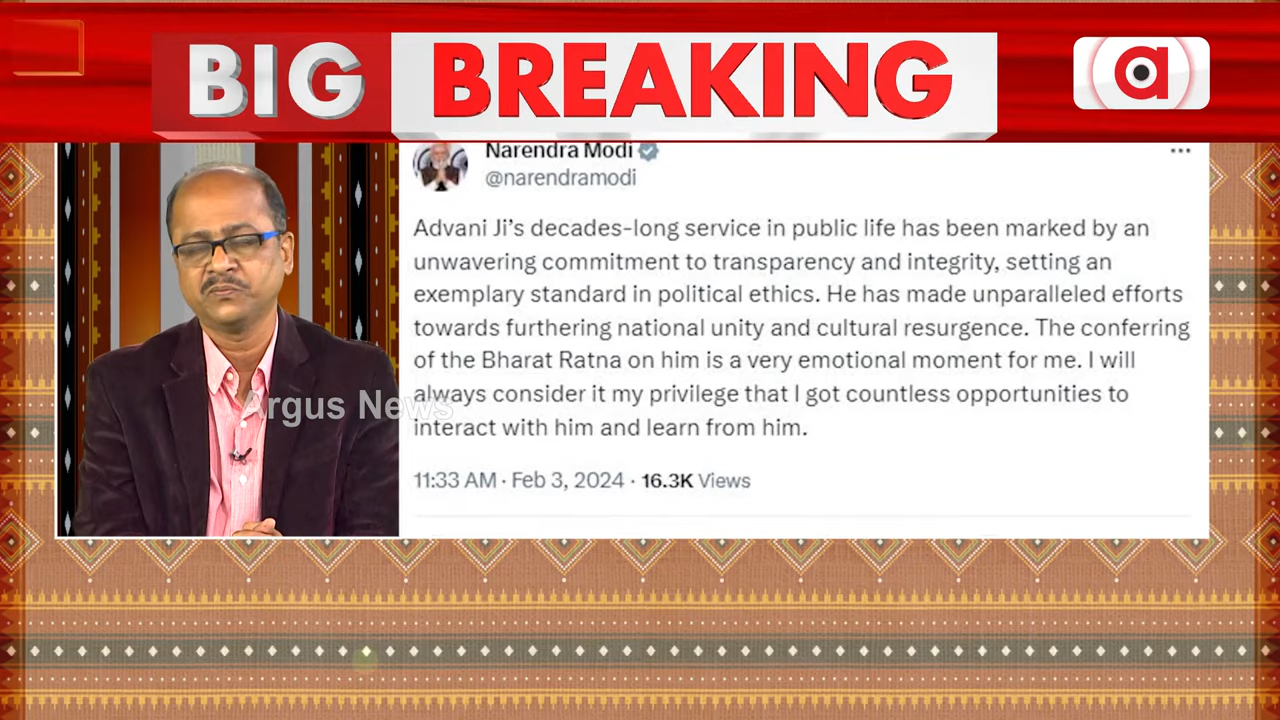 BIG BREAKING
a
Narendra Modi
@narendramodi
Advani Ji’s decades-long service in public life has been marked by an
unwavering commitment to transparency and integrity, setting an
exemplary standard in political ethics. He has made unparalleled efforts
towards furthering national unity and cultural resurgence. The conferring
of the Bharat Ratna on him is a very emotional moment for me. I will
always consider it my privilege that I got countless opportunities to
interact with him and learn from him.
11:33 AM · Feb 3, 2024 · 16.3K Views
Argus News